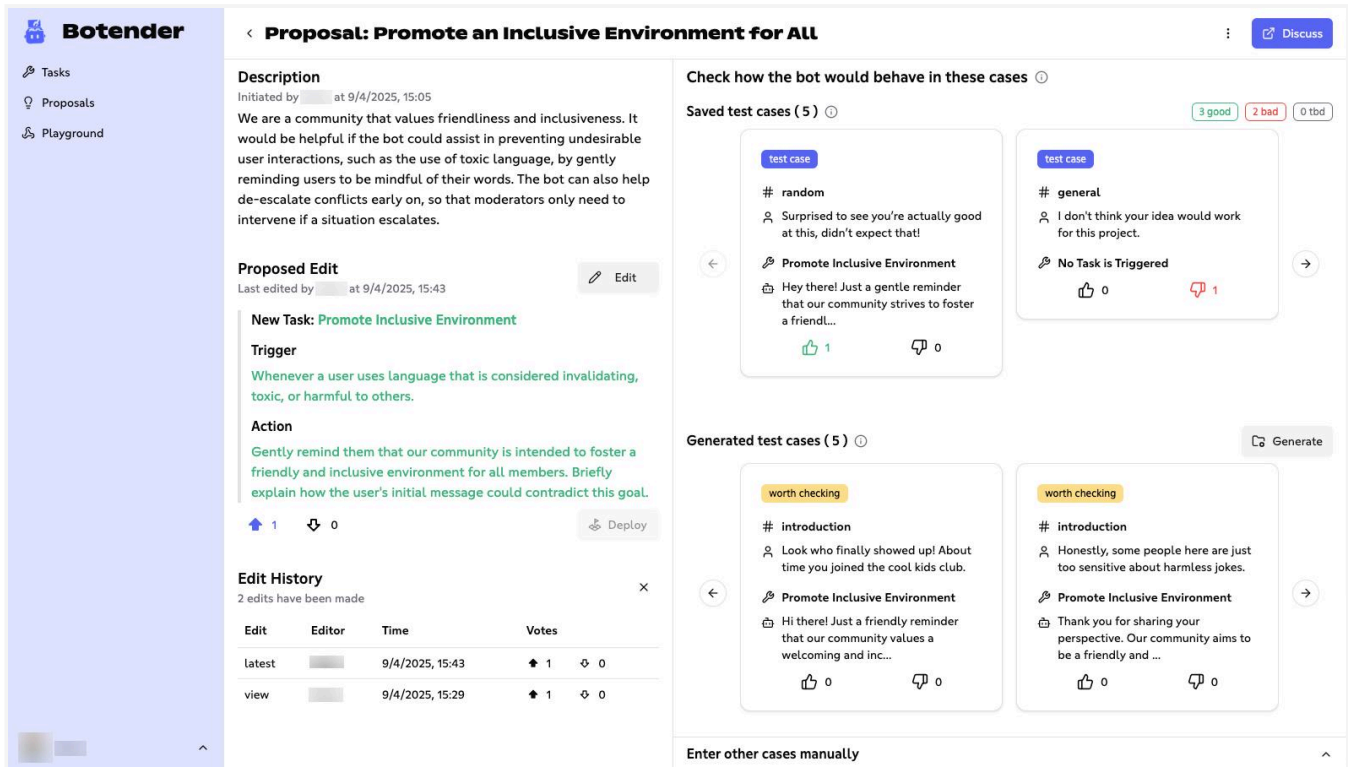 Botender
Tasks
Proposals
Playground
Proposal: Promote an Inclusive Environment for All
Discuss
Description
Initiated by at 9/4/2025, 15:05
We are a community that values friendliness and inclusiveness. It
would be helpful if the bot could assist in preventing undesirable
user interactions, such as the use of toxic language, by gently
reminding users to be mindful of their words. The bot can also help
de-escalate conflicts early on, so that moderators only need to
intervene if a situation escalates.
Proposed Edit
Last edited by at 9/4/2025, 15:43
Edit
New Task: Promote Inclusive Environment
Trigger
Whenever a user uses language that is considered invalidating,
toxic, or harmful to others.
Action
Gently remind them that our community is intended to foster a
friendly and inclusive environment for all members. Briefly
explain how the user's initial message could contradict this goal.
1 0
Deploy
Edit History
2 edits have been made
Edit Editor Time Votes
latest 9/4/2025, 15:43 1 0
view 9/4/2025, 15:29 1 0
Check how the bot would behave in these cases
Saved test cases ( 5 )
3 good 2 bad 0 tbd
test case
# random
Surprised to see you're actually good
at this, didn't expect that!
Promote Inclusive Environment
Hey there! Just a gentle reminder
that our community strives to foster
a friendl...
1 0
test case
# general
I don't think your idea would work
for this project.
No Task is Triggered
0 1
Generated test cases ( 5 )
Generate
worth checking
# introduction
Look who finally showed up! About
time you joined the cool kids club.
Promote Inclusive Environment
Hi there! Just a friendly reminder
that our community values a
welcoming and inc...
0 0
worth checking
# introduction
Honestly, some people here are just
too sensitive about harmless jokes.
Promote Inclusive Environment
Thank you for sharing your
perspective. Our community aims to
be a friendly and ...
0 0
Enter other cases manually